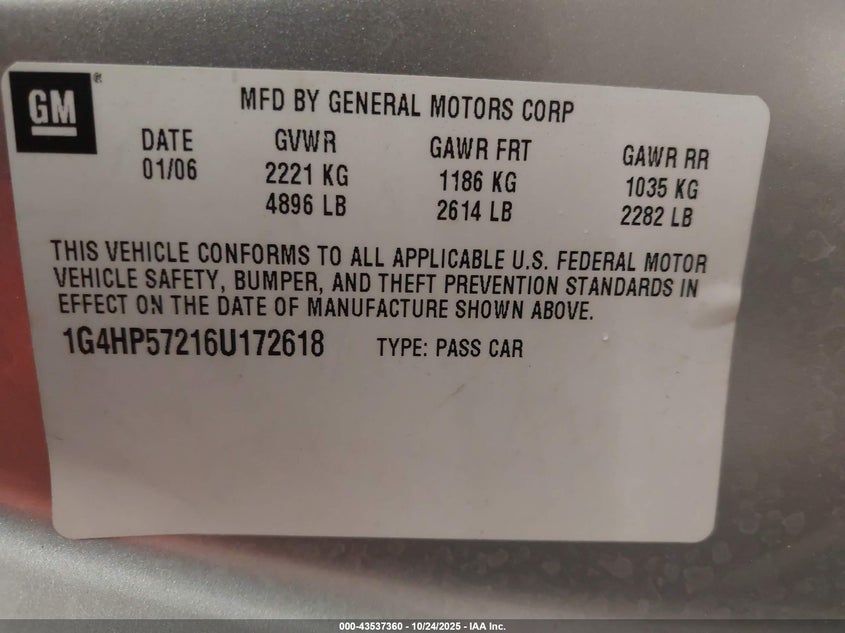 GM ®
MFD BY GENERAL MOTORS CORP
DATE GVWR GAWR FRT GAWR RR
01/06 2221 KG 1186 KG 1035 KG
4896 LB 2614 LB 2282 LB
THIS VEHICLE CONFORMS TO ALL APPLICABLE U.S. FEDERAL MOTOR
VEHICLE SAFETY, BUMPER, AND THEFT PREVENTION STANDARDS IN
EFFECT ON THE DATE OF MANUFACTURE SHOWN ABOVE.
1G4HP57216U172618 TYPE: PASS CAR
000-43537360 - 10/24/2025 - IAA Inc.